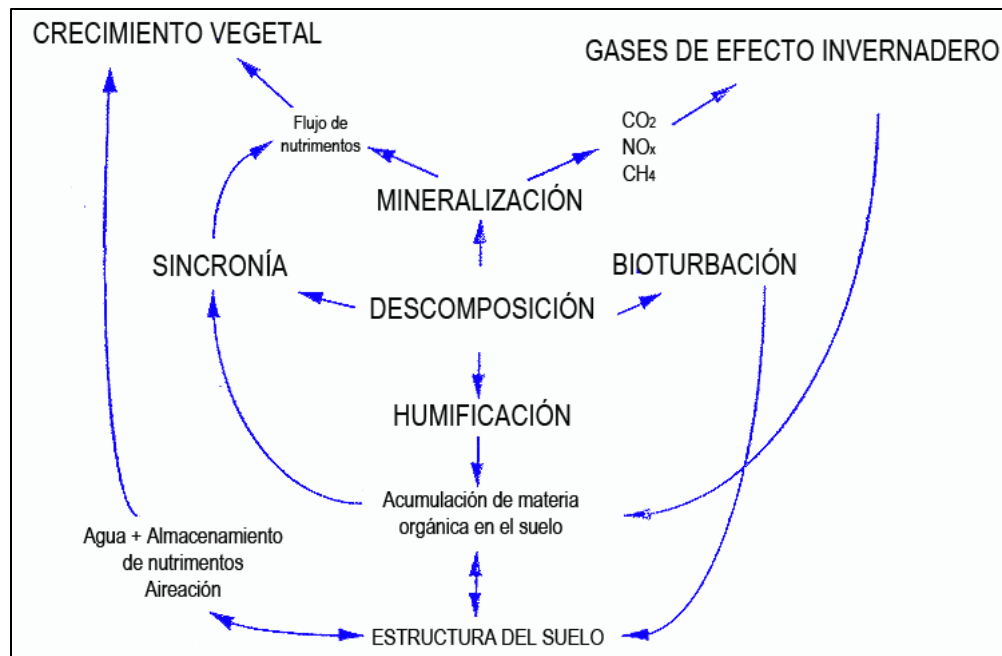 CRECIMIENTO VEGETAL
GASES DE EFECTO INVERNADERO
Flujo de
nutrimentos
CO₂
NOₓ
CH₄
MINERALIZACIÓN
SINCRONÍA
BIOTURBACIÓN
DESCOMPOSICIÓN
HUMIFICACIÓN
Acumulación de materia
orgánica en el suelo
Agua + Almacenamiento
de nutrimentos
Aireación
ESTRUCTURA DEL SUELO